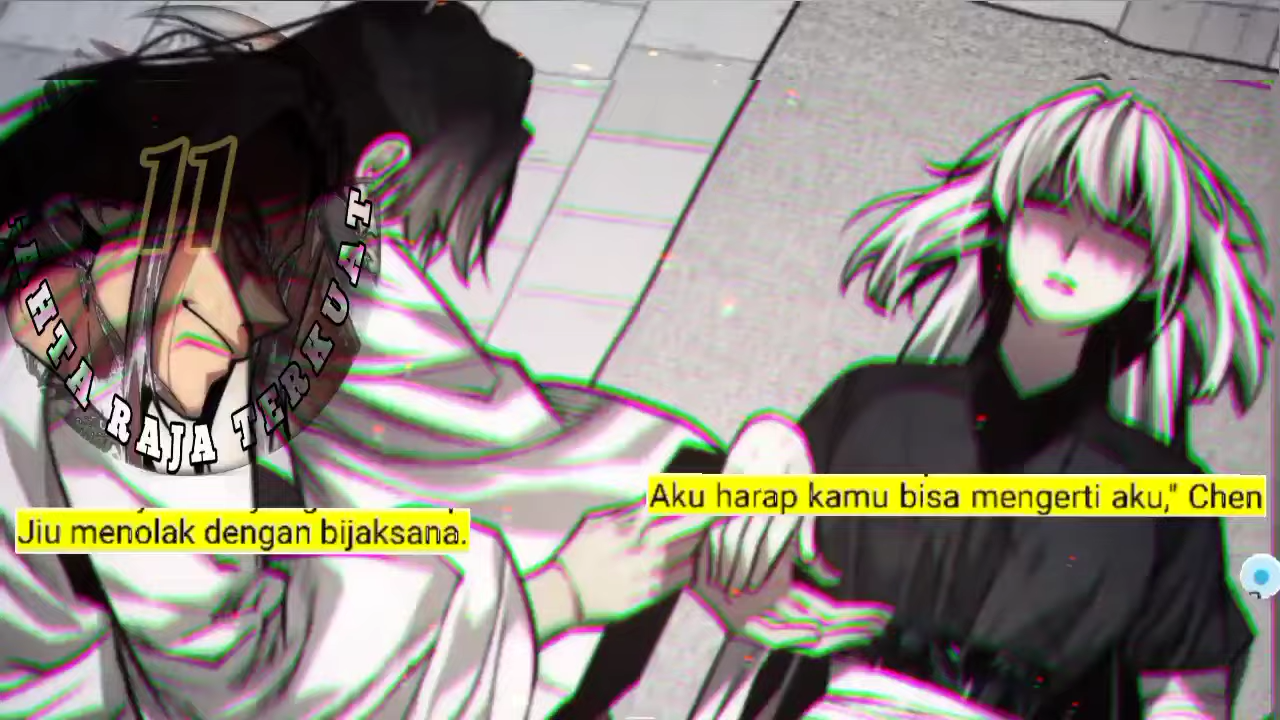 11
TAHTA RAJA TERKUAT
Aku harap kamu bisa mengerti aku," Chen
Jiu menolak dengan bijaksana.